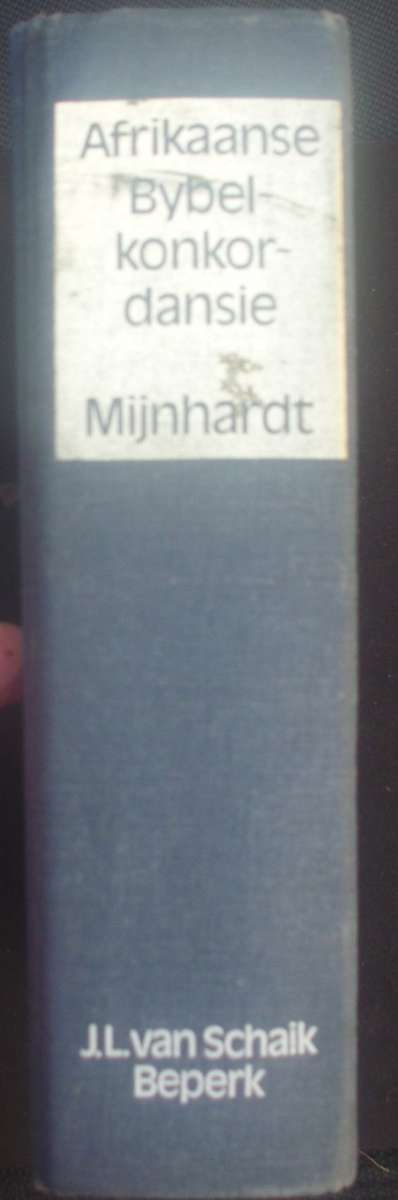 Afrikaanse
Bybel-
konkor-
dansie
Mijnhardt
J.L.van Schaik
Beperk